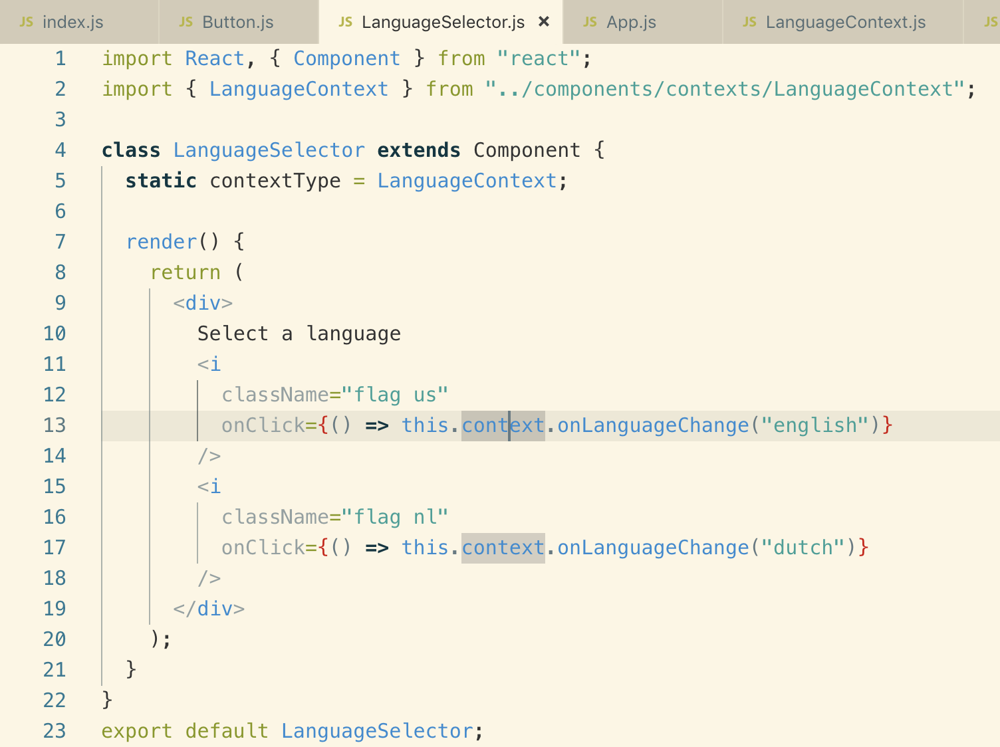 JS index.js JS Button.js JS LanguageSelector.js × JS App.js JS LanguageContext.js JS
1 import React, { Component } from "react";
2 import { LanguageContext } from "../components/contexts/LanguageContext";
3
4 class LanguageSelector extends Component {
5   static contextType = LanguageContext;
6
7   render() {
8     return (
9       <div>
10         Select a language
11         <i
12           className="flag us"
13           onClick={() => this.context.onLanguageChange("english")}
14         />
15         <i
16           className="flag nl"
17           onClick={() => this.context.onLanguageChange("dutch")}
18         />
19       </div>
20     );
21   }
22 }
23 export default LanguageSelector;